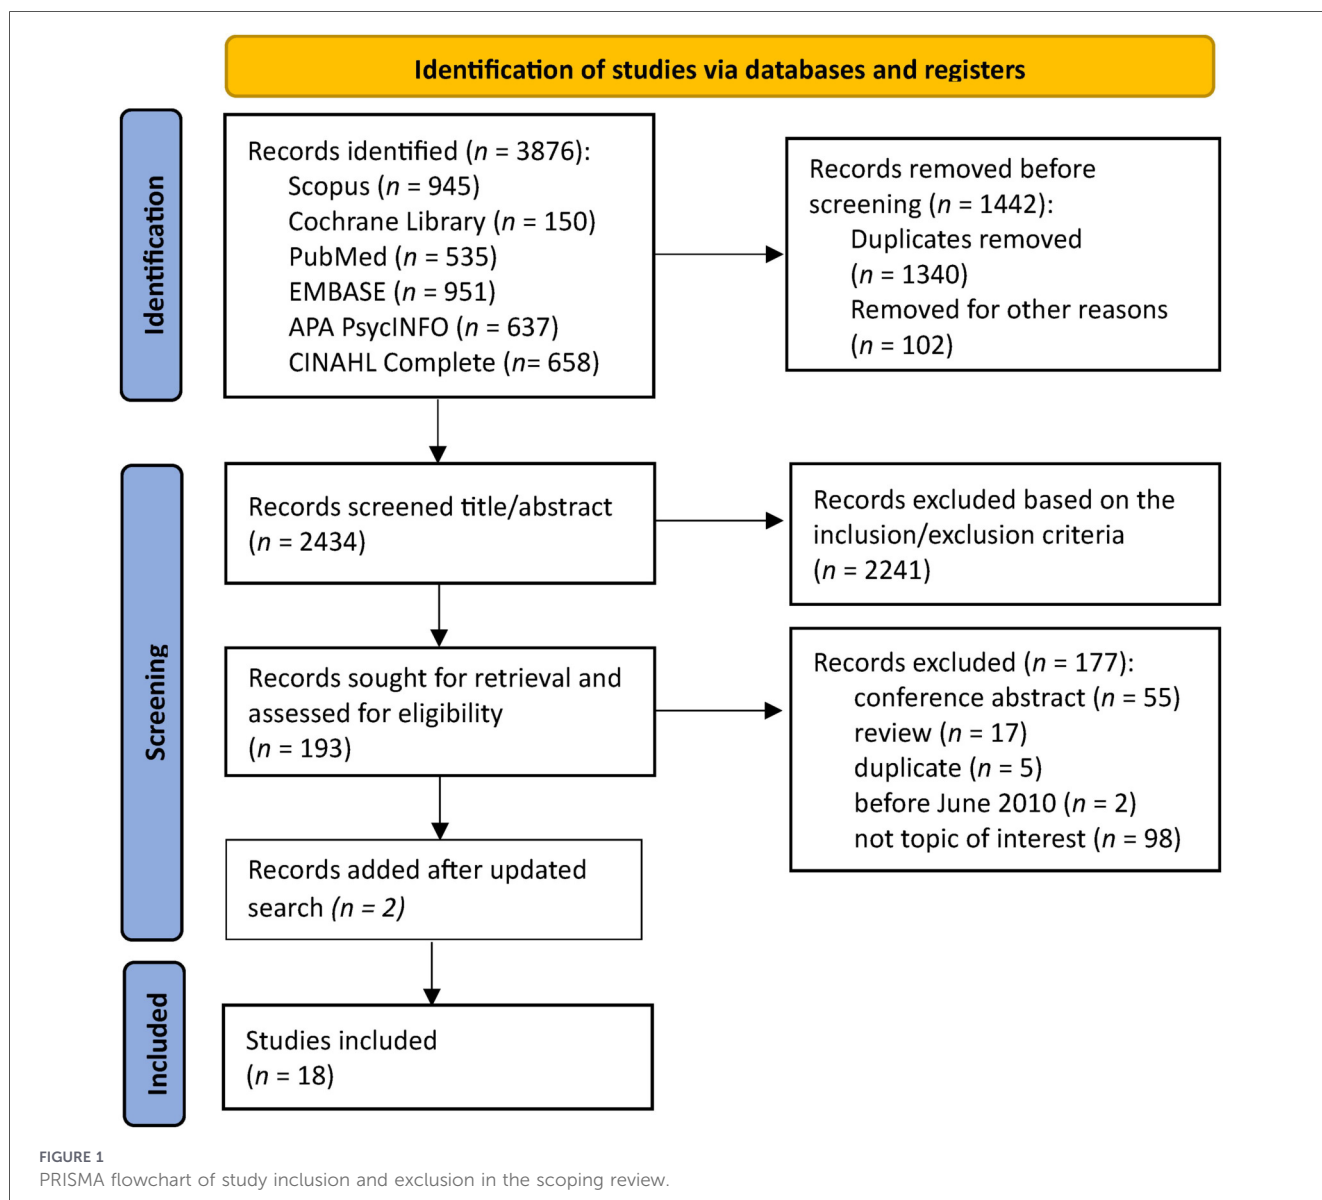 Identification of studies via databases and registers
Identification
Records identified (n = 3876):
Scopus (n = 945)
Cochrane Library (n = 150)
PubMed (n = 535)
EMBASE (n = 951)
APA PsycINFO (n = 637)
CINAHL Complete (n= 658)
Records removed before
screening (n = 1442):
Duplicates removed
(n = 1340)
Removed for other reasons
(n = 102)
Screening
Records screened title/abstract
(n = 2434)
Records excluded based on the
inclusion/exclusion criteria
(n = 2241)
Records sought for retrieval and
assessed for eligibility
(n = 193)
Records excluded (n = 177):
conference abstract (n = 55)
review (n = 17)
duplicate (n = 5)
before June 2010 (n = 2)
not topic of interest (n = 98)
Records added after updated
search (n = 2)
Included
Studies included
(n = 18)
FIGURE 1
PRISMA flowchart of study inclusion and exclusion in the scoping review.